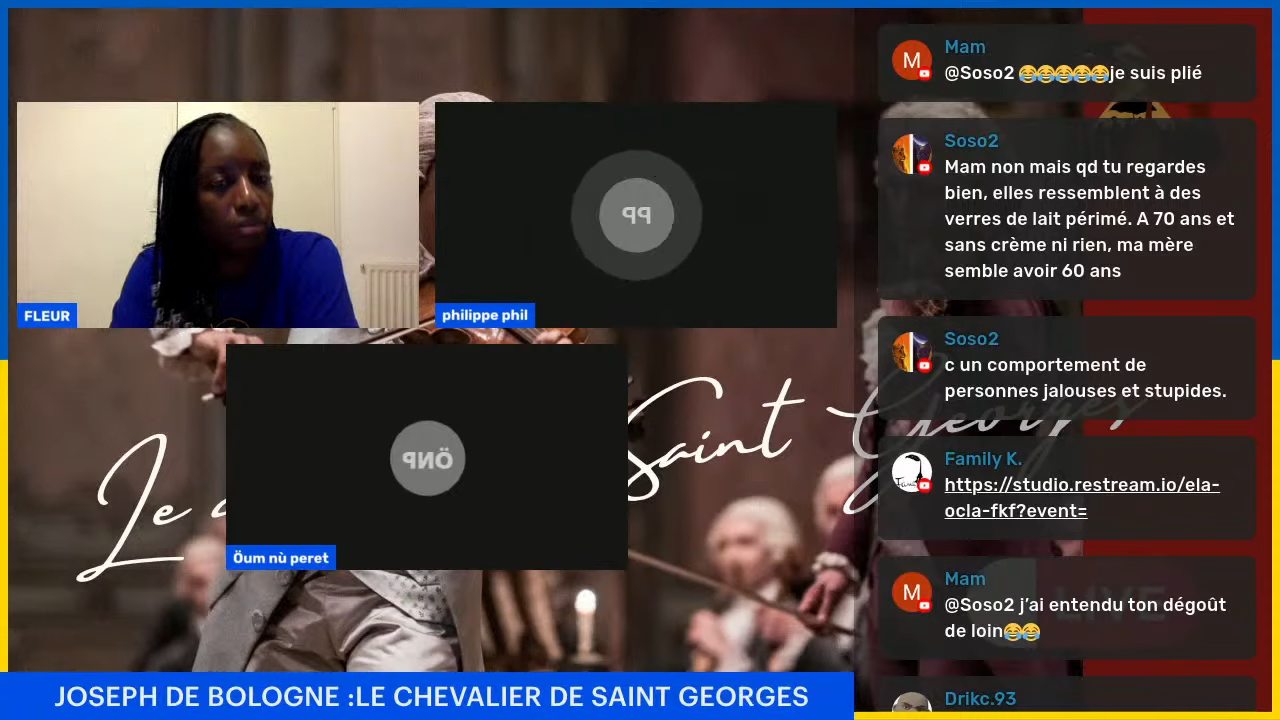 Mam
M
@Soso2 😂😂😂😂😂je suis plié
Soso2
Mam non mais qd tu regardes
bien, elles ressemblent à des
verres de lait périmé. A 70 ans et
sans crème ni rien, ma mère
semble avoir 60 ans
PP
FLEUR
philippe phil
Soso2
c un comportement de
personnes jalouses et stupides.
Le
Saint Georges
Family K.
https://studio.restream.io/ela-
ocla-fkf?event=
ÖNP
Öum nù peret
Mam
M
@Soso2 j’ai entendu ton dégoût
de loin😂😂
LIVE
Drikc.93
JOSEPH DE BOLOGNE :LE CHEVALIER DE SAINT GEORGES